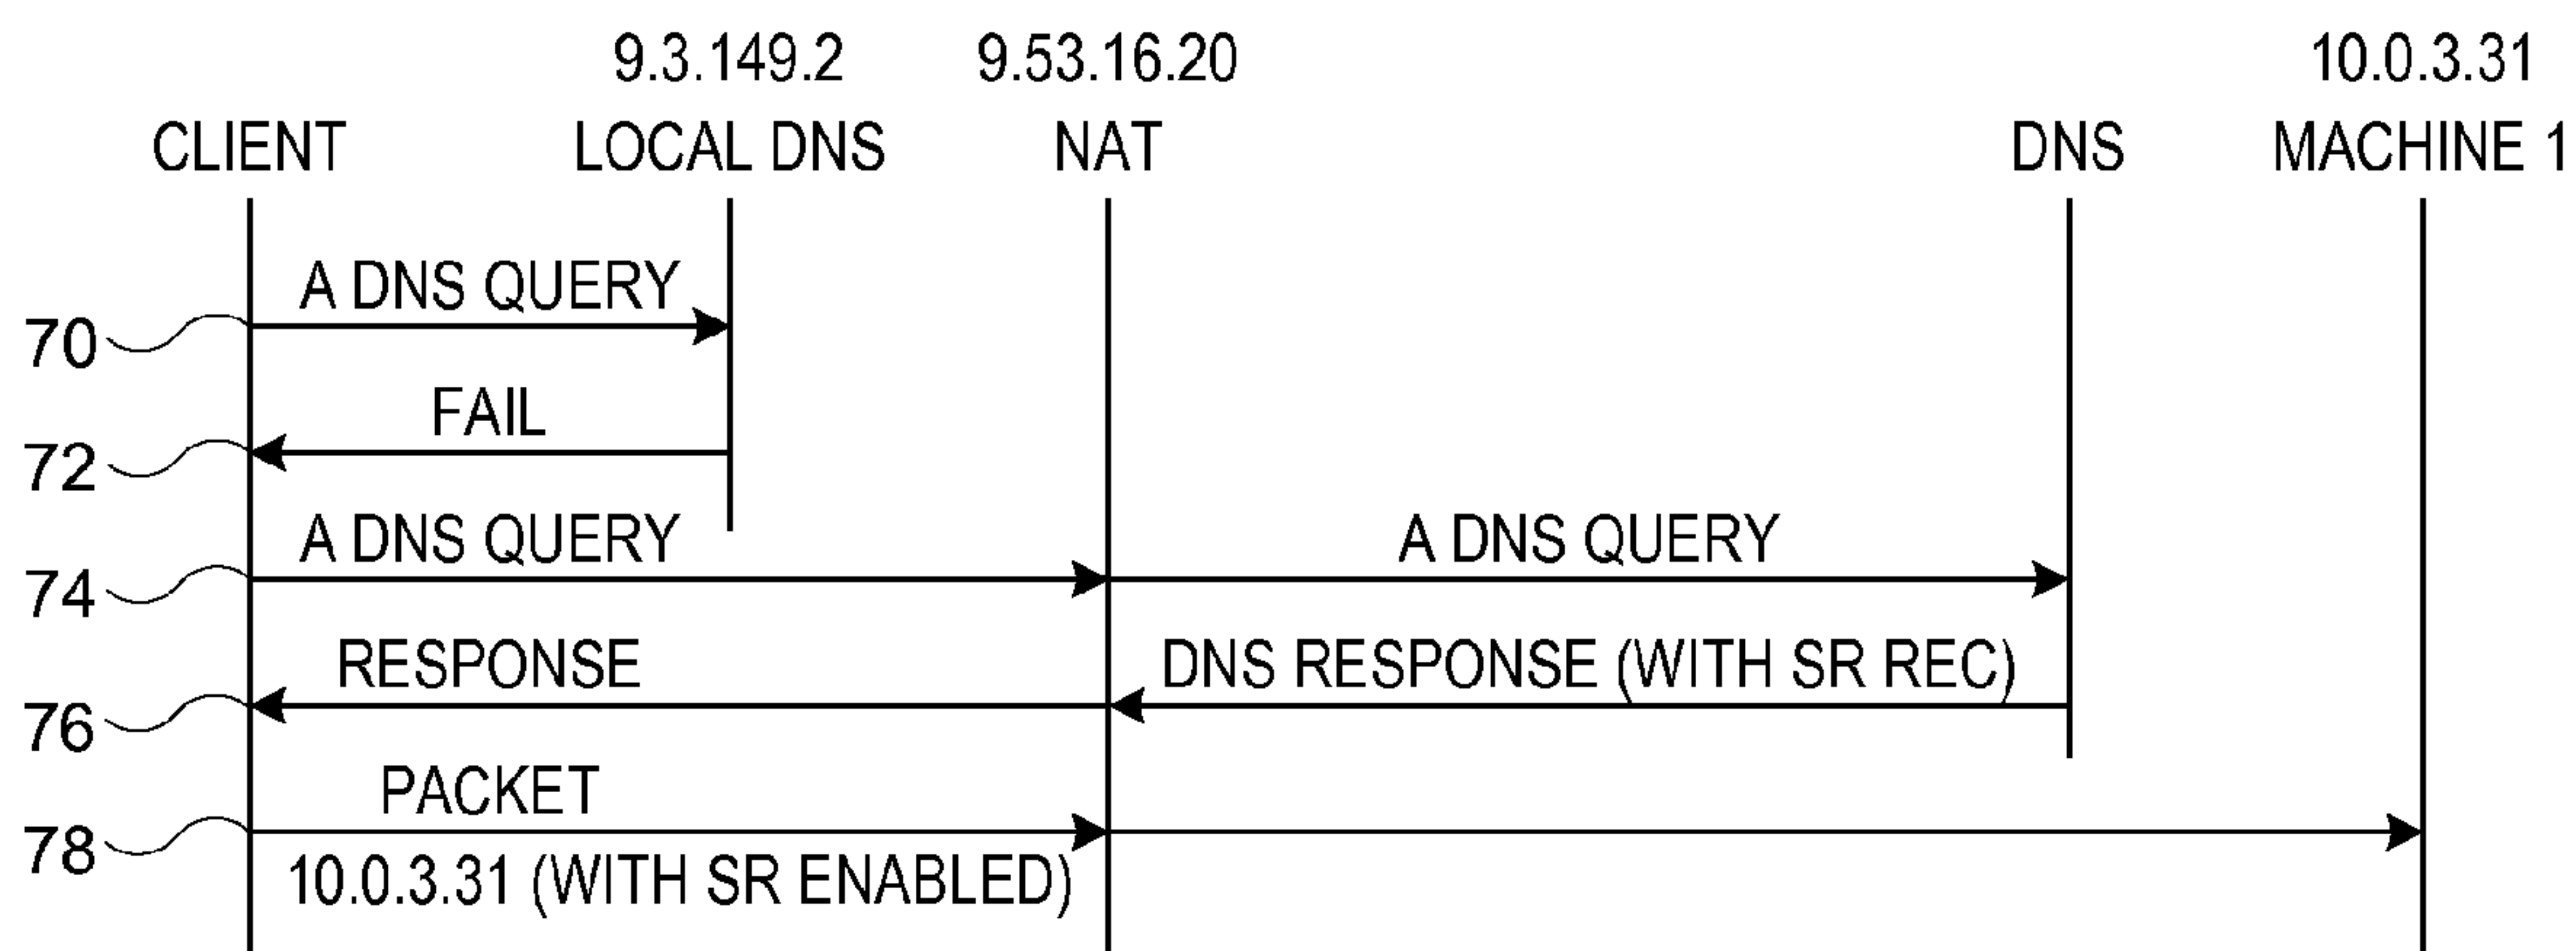 9.3.149.2 9.53.16.20 10.0.3.31
CLIENT LOCAL DNS NAT DNS MACHINE 1
A DNS QUERY
70
FAIL
72
A DNS QUERY A DNS QUERY
74
RESPONSE DNS RESPONSE (WITH SR REC)
76
PACKET
78
10.0.3.31 (WITH SR ENABLED)